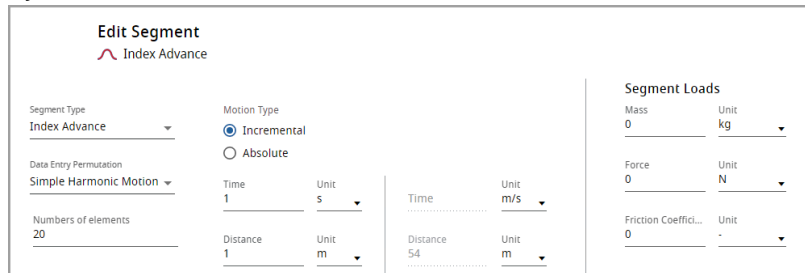 Edit Segment
Index Advance
Segment Loads
Segment Type
Index Advance
Motion Type
Incremental
Absolute
Mass
0
Unit
kg
Data Entry Permutation
Simple Harmonic Motion
Force
0
Unit
N
Time
1
Unit
s
Time
Unit
m/s
Numbers of elements
20
Friction Coeffici...
0
Unit
-
Distance
1
Unit
m
Distance
54
Unit
m